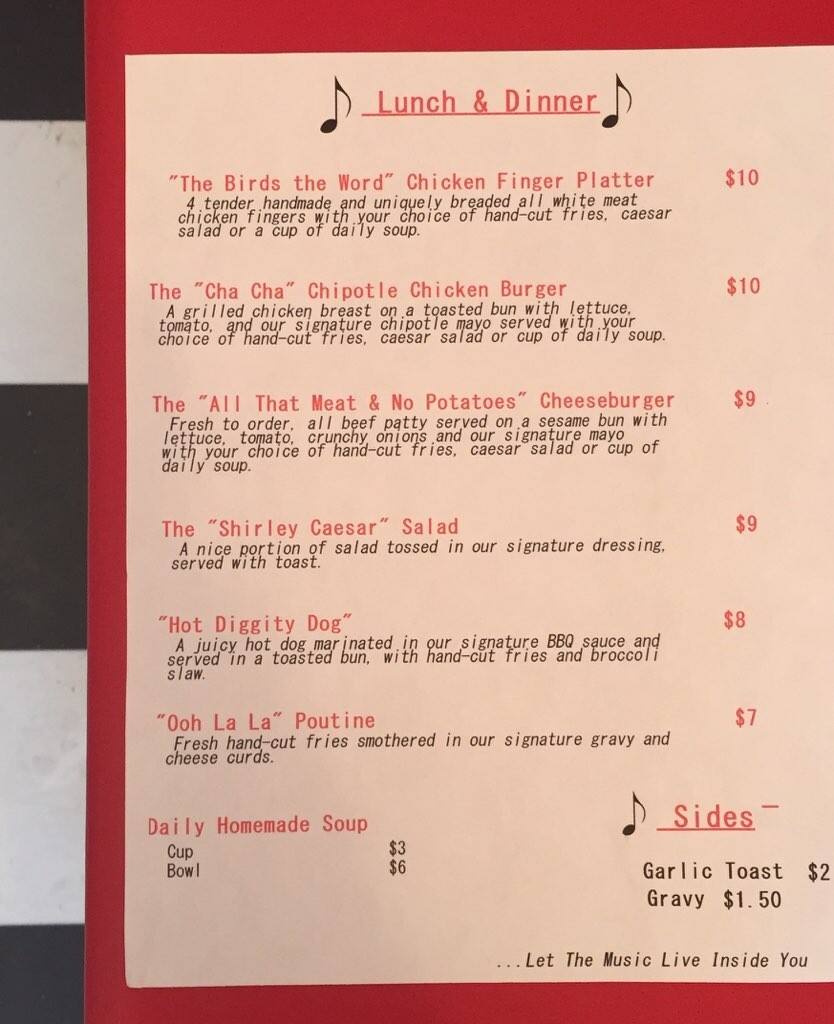 Lunch & Dinner
"The Birds the Word" Chicken Finger Platter $10
4 tender handmade and uniquely breaded all white meat
chicken fingers with your choice of hand-cut fries, caesar
salad or a cup of daily soup.
The "Cha Cha" Chipotle Chicken Burger $10
A grilled chicken breast on a toasted bun with lettuce,
tomato, and our signature chipotle mayo served with your
choice of hand-cut fries, caesar salad or cup of daily soup.
The "All That Meat & No Potatoes" Cheeseburger $9
Fresh to order, all beef patty served on a sesame bun with
lettuce, tomato, crunchy onions and our signature mayo
with your choice of hand-cut fries, caesar salad or cup of
daily soup.
The "Shirley Caesar" Salad $9
A nice portion of salad tossed in our signature dressing,
served with toast.
"Hot Diggity Dog" $8
A juicy hot dog marinated in our signature BBQ sauce and
served in a toasted bun, with hand-cut fries and broccoli
slaw.
"Ooh La La" Poutine $7
Fresh hand-cut fries smothered in our signature gravy and
cheese curds.
Daily Homemade Soup
Cup $3
Bowl $6
Sides
Garlic Toast $2
Gravy $1.50
...Let The Music Live Inside You